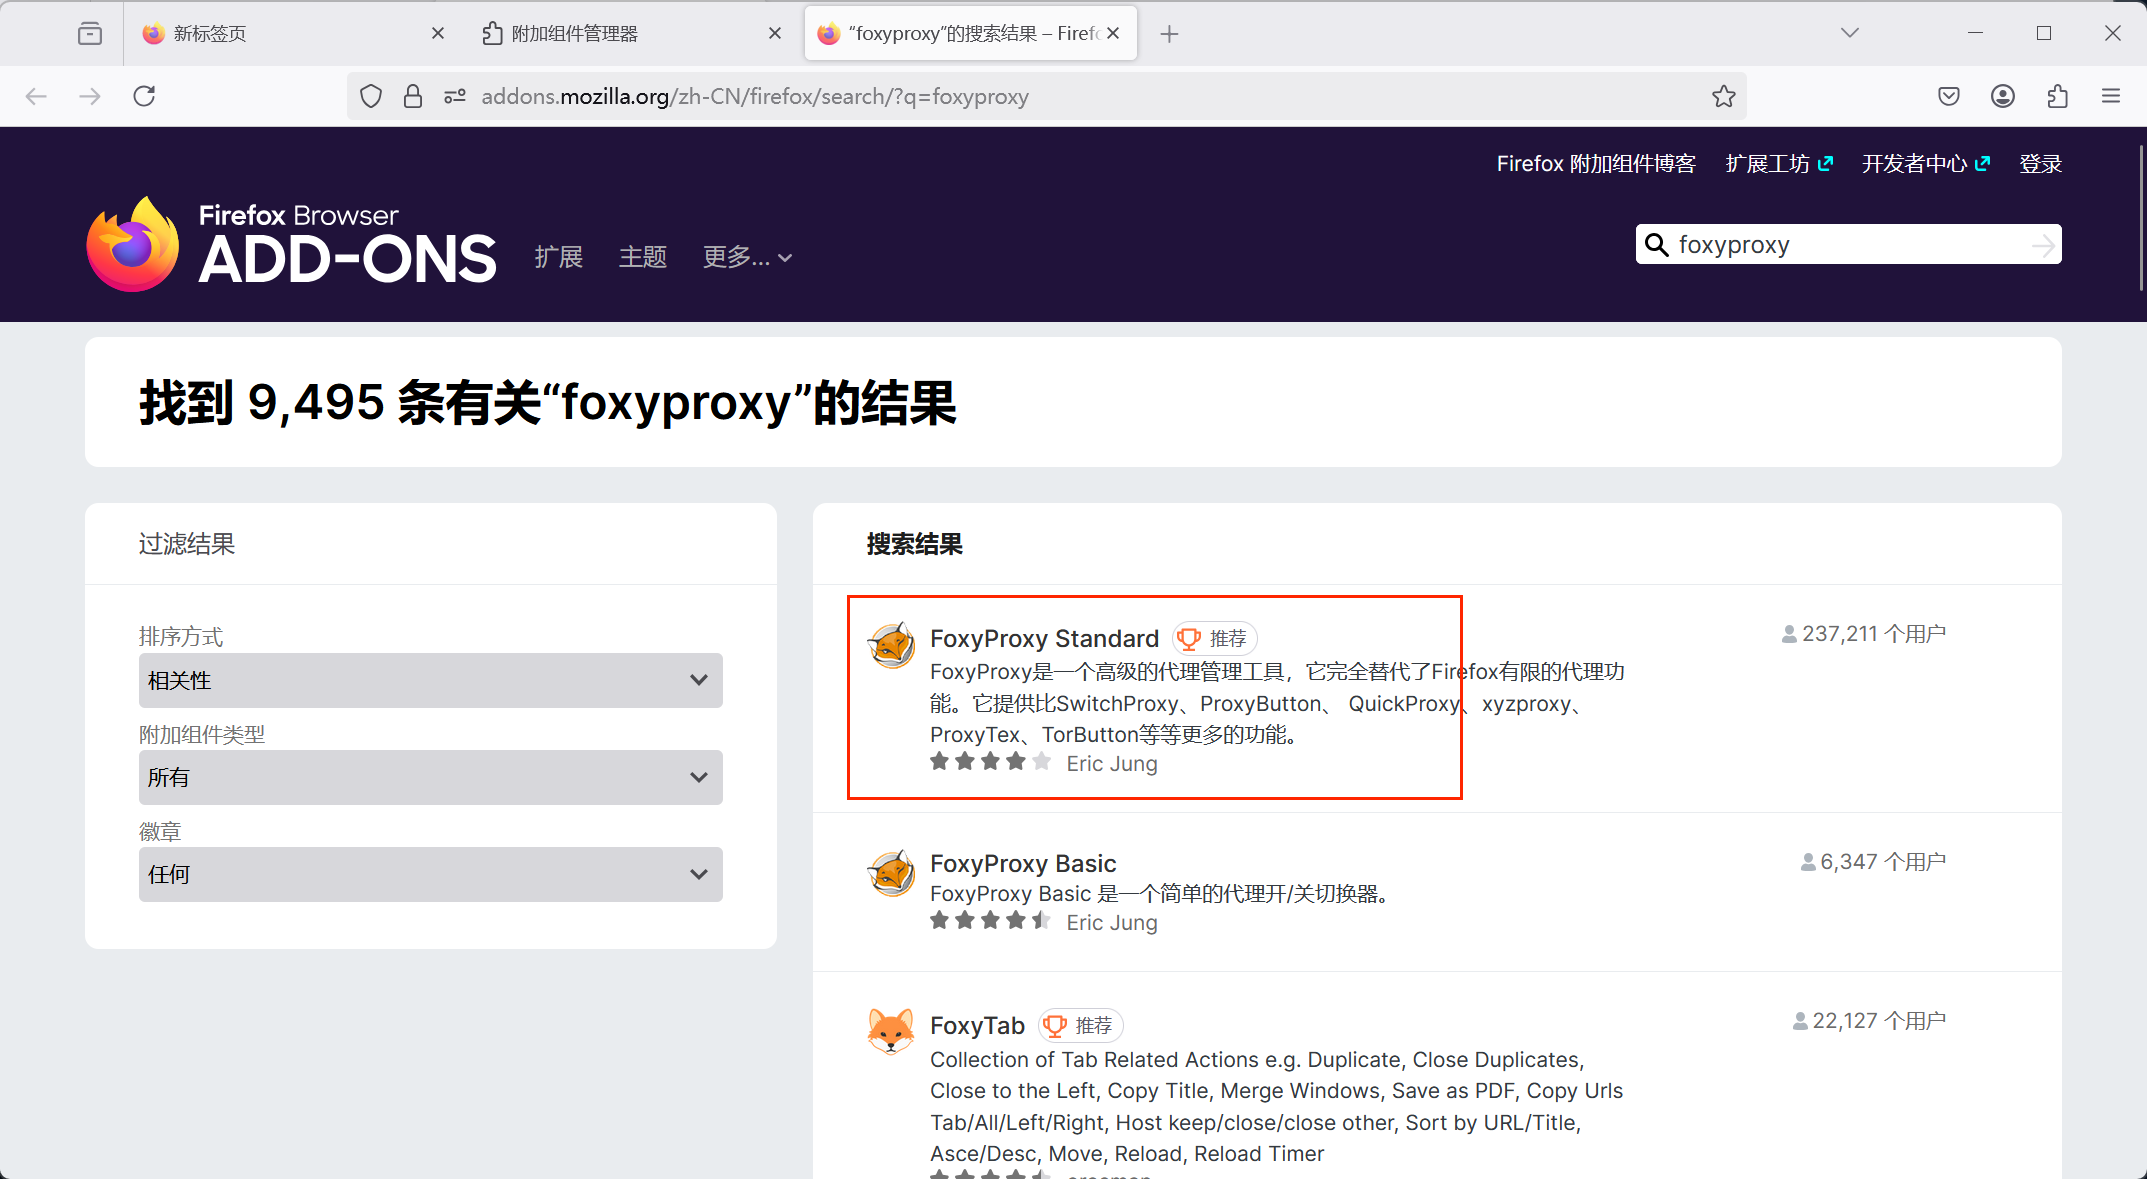 新标签页
附加组件管理器
“foxyproxy”的搜索结果 – Firef
addons.mozilla.org/zh-CN/firefox/search/?q=foxyproxy
Firefox 附加组件博客
扩展工坊
开发者中心
登录
Firefox Browser
ADD-ONS
扩展
主题
更多...
foxyproxy
找到 9,495 条有关“foxyproxy”的结果
过滤结果
排序方式
相关性
附加组件类型
所有
徽章
任何
搜索结果
FoxyProxy Standard 推荐
237,211 个用户
FoxyProxy是一个高级的代理管理工具，它完全替代了Firefox有限的代理功
能。它提供比SwitchProxy、ProxyButton、 QuickProxy、xyzproxy、
ProxyTex、TorButton等等更多的功能。
Eric Jung
FoxyProxy Basic
6,347 个用户
FoxyProxy Basic 是一个简单的代理开/关切换器。
Eric Jung
FoxyTab 推荐
22,127 个用户
Collection of Tab Related Actions e.g. Duplicate, Close Duplicates,
Close to the Left, Copy Title, Merge Windows, Save as PDF, Copy Urls
Tab/All/Left/Right, Host keep/close/close other, Sort by URL/Title,
Asce/Desc, Move, Reload, Reload Timer